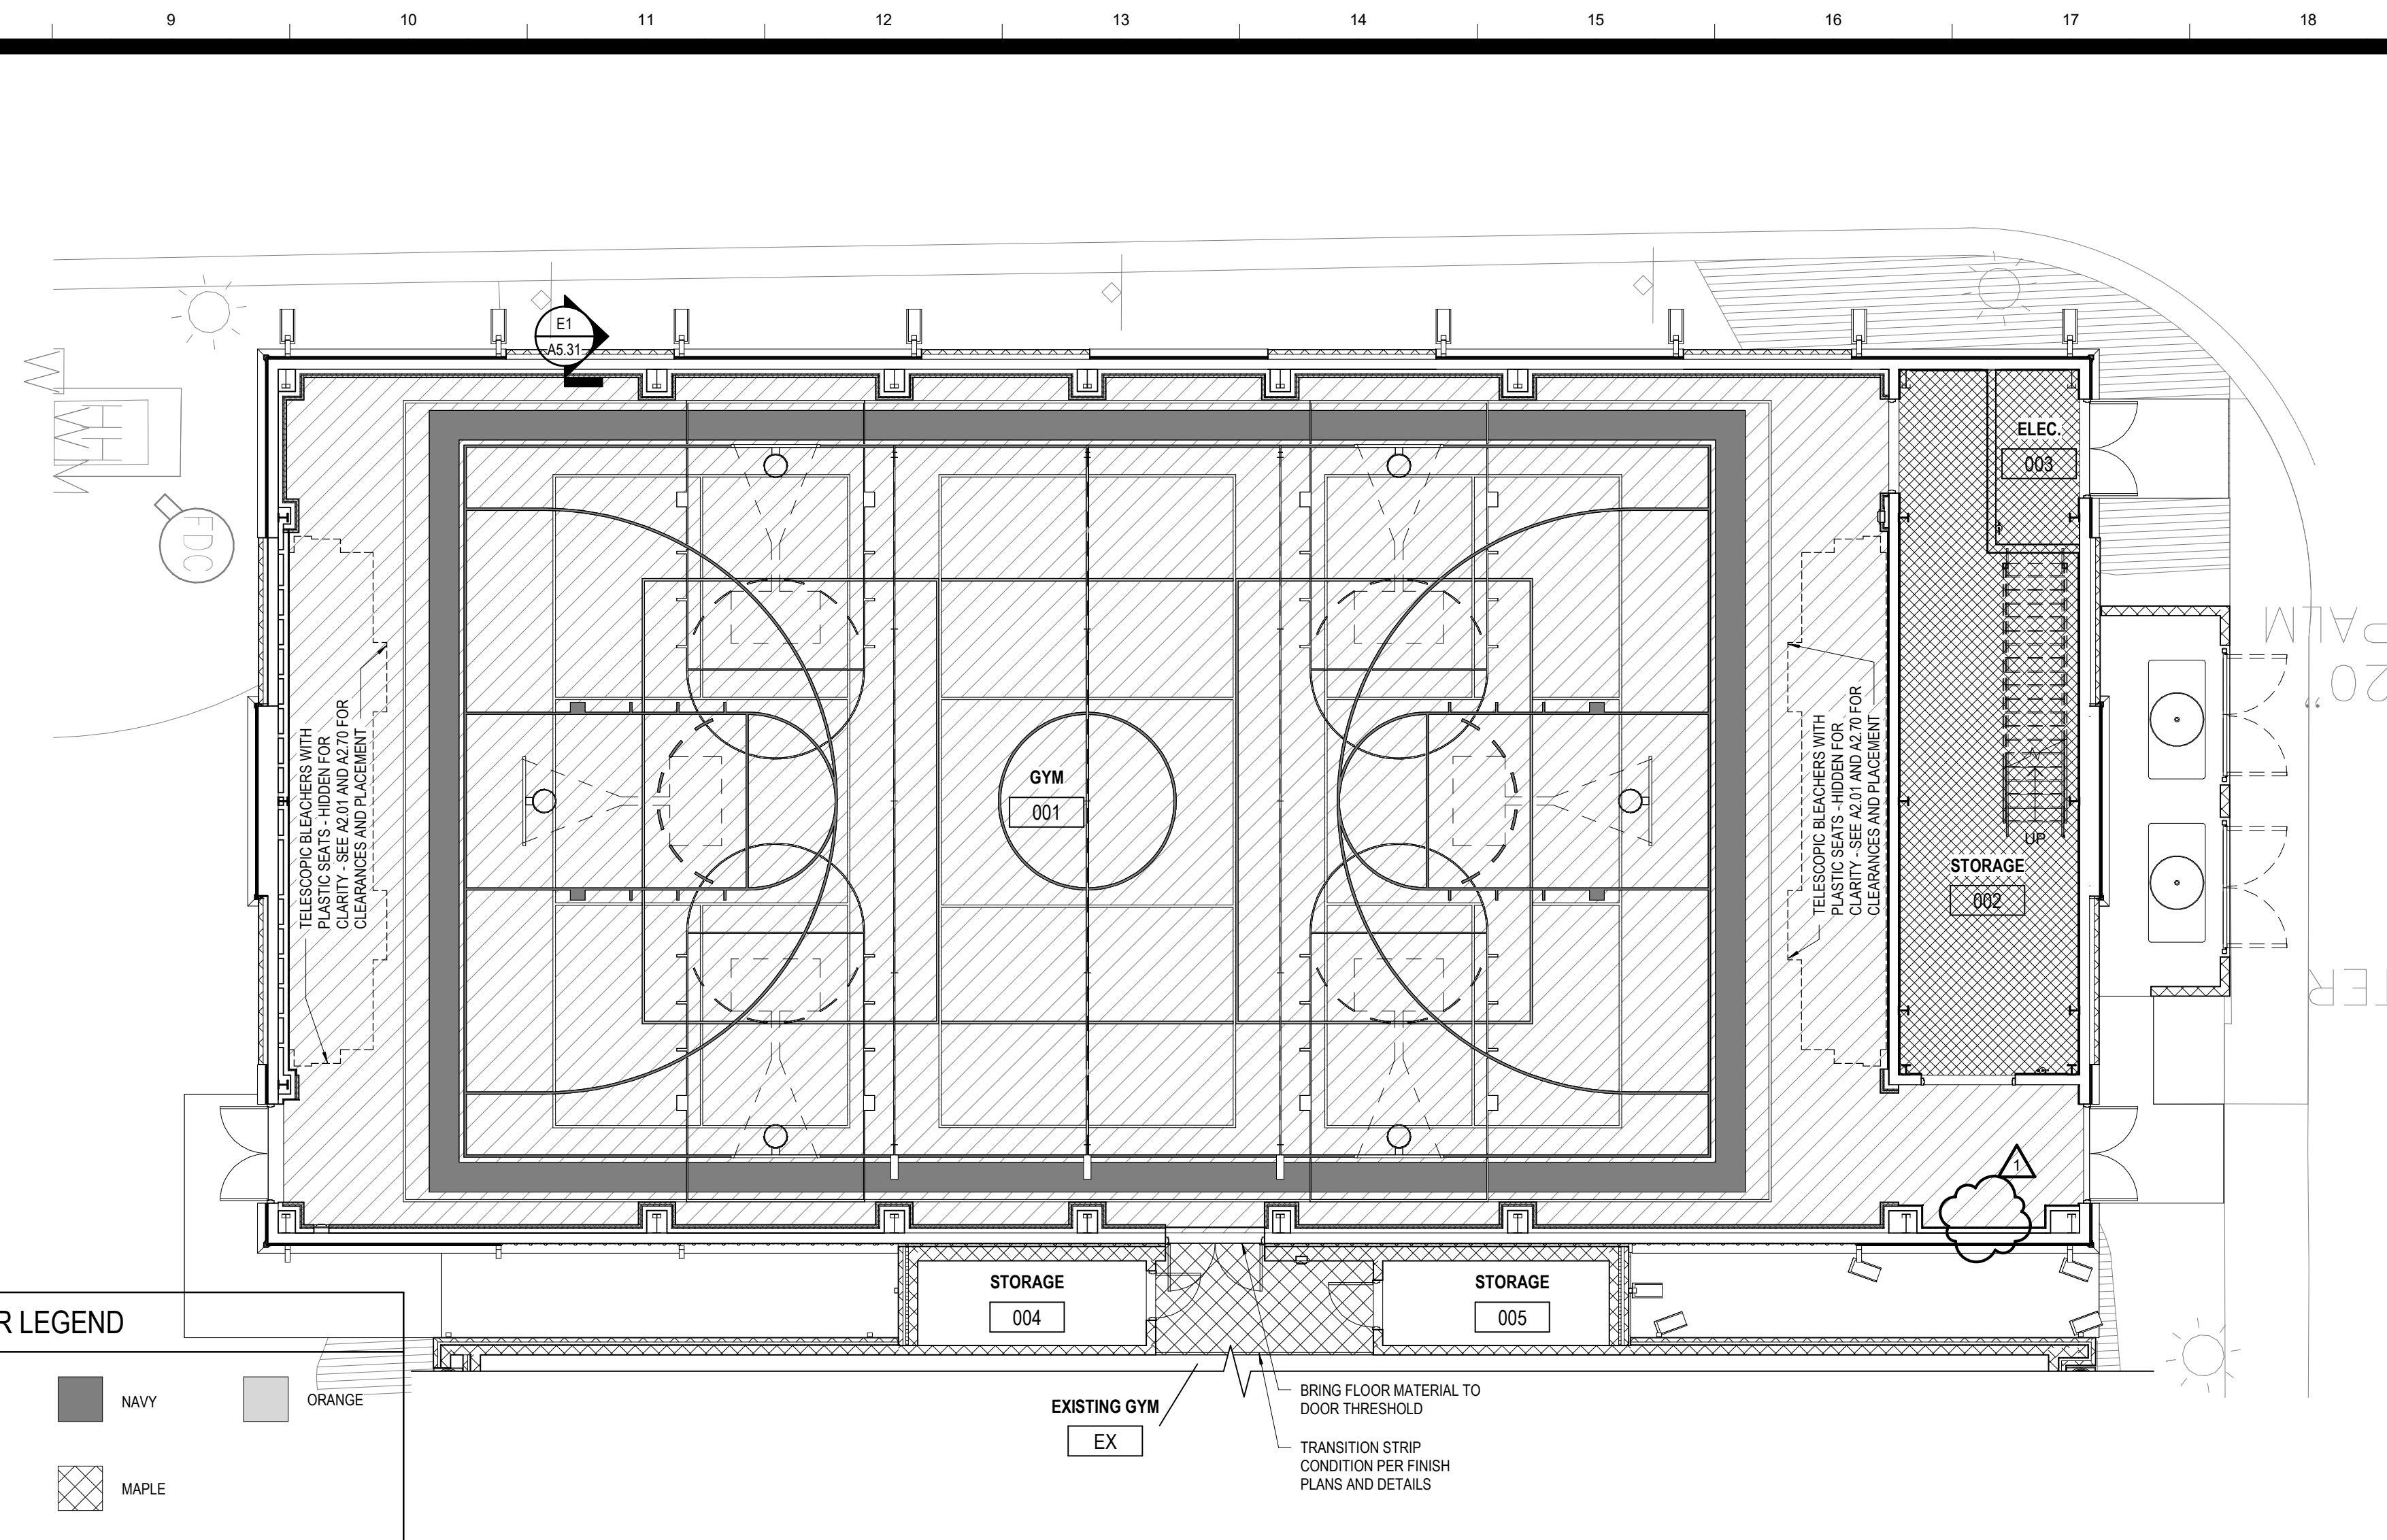 9 10 11 12 13 14 15 16 17 18
E1
A5.31
ELEC.
003
FDC
PALM
20"
TELESCOPIC BLEACHERS WITH
PLASTIC SEATS - HIDDEN FOR
CLARITY - SEE A2.01 AND A2.70 FOR
CLEARANCES AND PLACEMENT
GYM
001
TELESCOPIC BLEACHERS WITH
PLASTIC SEATS - HIDDEN FOR
CLARITY - SEE A2.01 AND A2.70 FOR
CLEARANCES AND PLACEMENT
UP
STORAGE
002
TER
1
STORAGE
004
STORAGE
005
R LEGEND
NAVY
ORANGE
MAPLE
EXISTING GYM
EX
BRING FLOOR MATERIAL TO
DOOR THRESHOLD
TRANSITION STRIP
CONDITION PER FINISH
PLANS AND DETAILS